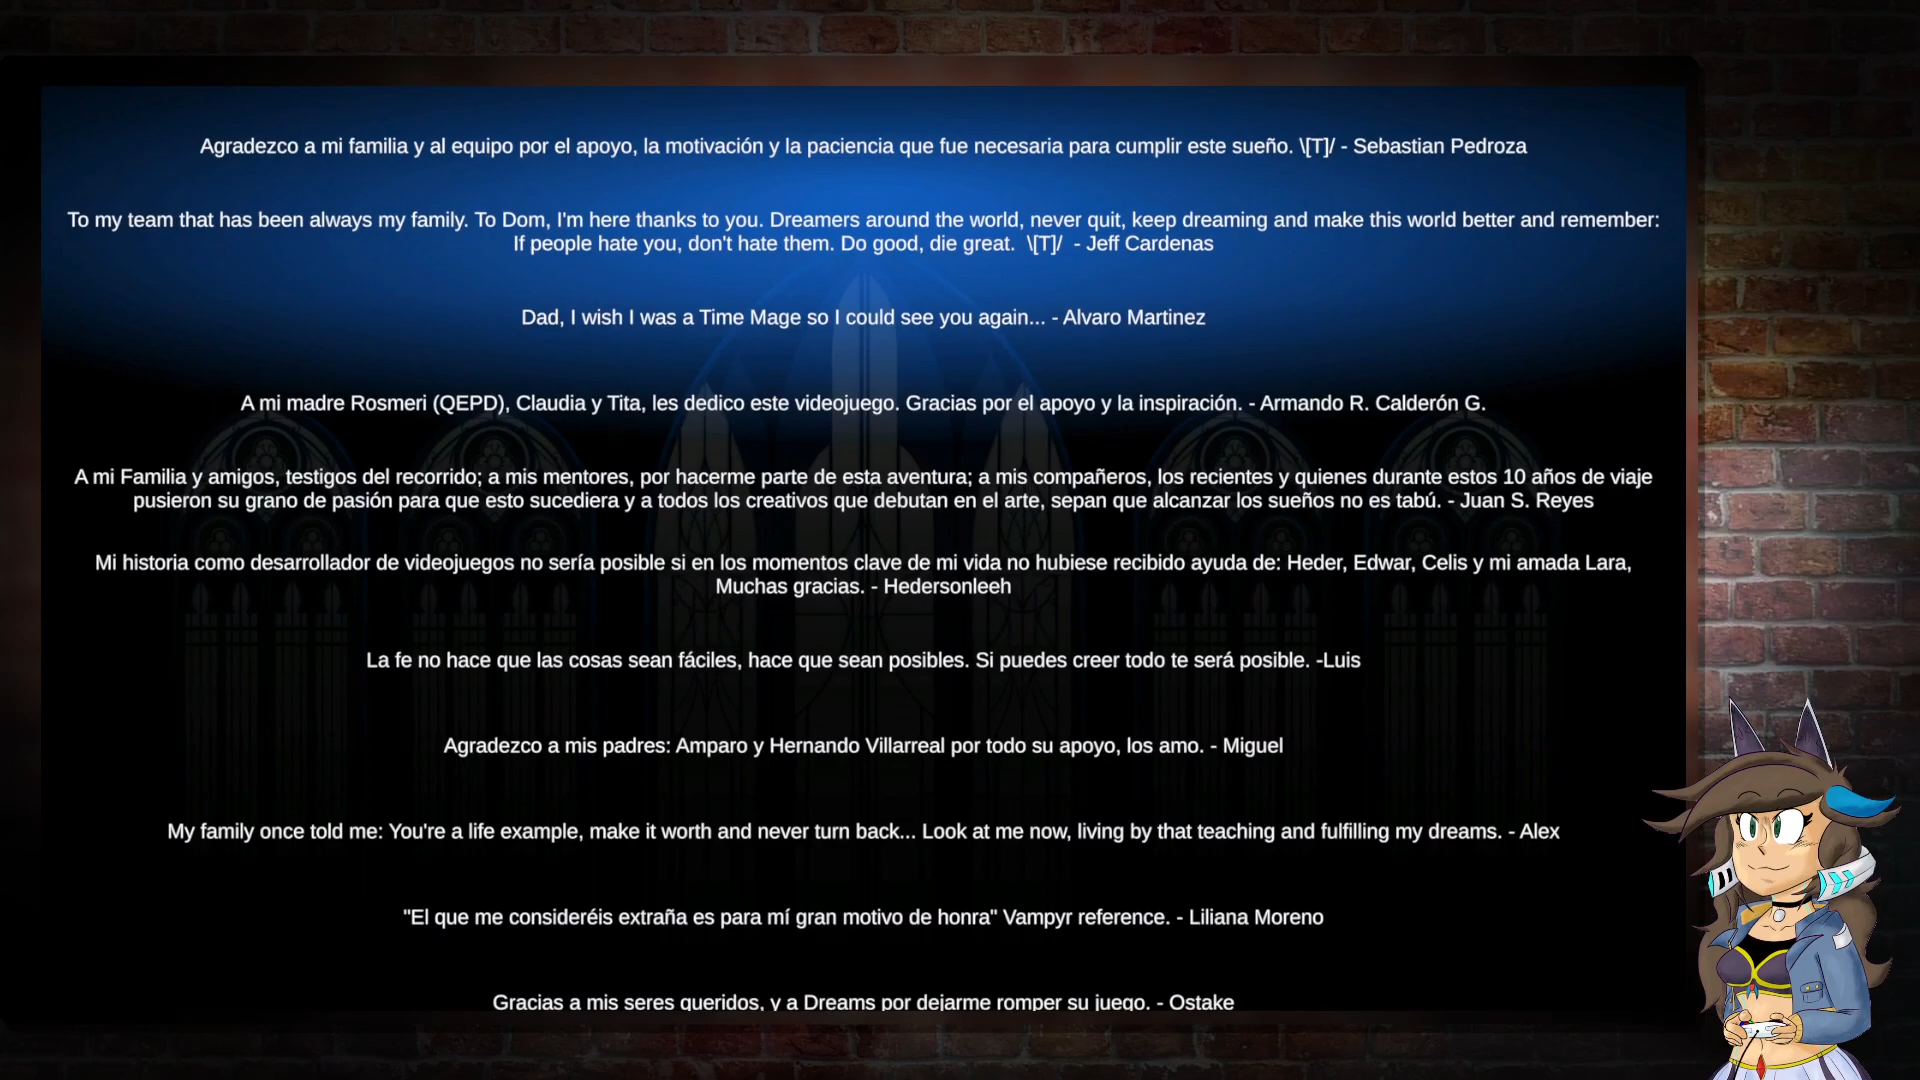 Agradezco a mi familia y al equipo por el apoyo, la motivación y la paciencia que fue necesaria para cumplir este sueño. \[T]/ - Sebastian Pedroza
To my team that has been always my family. To Dom, I'm here thanks to you. Dreamers around the world, never quit, keep dreaming and make this world better and remember:
If people hate you, don't hate them. Do good, die great.  \[T]/  - Jeff Cardenas
Dad, I wish I was a Time Mage so I could see you again... - Alvaro Martinez
A mi madre Rosmeri (QEPD), Claudia y Tita, les dedico este videojuego. Gracias por el apoyo y la inspiración. - Armando R. Calderón G.
A mi Familia y amigos, testigos del recorrido; a mis mentores, por hacerme parte de esta aventura; a mis compañeros, los recientes y quienes durante estos 10 años de viaje
pusieron su grano de pasión para que esto sucediera y a todos los creativos que debutan en el arte, sepan que alcanzar los sueños no es tabú. - Juan S. Reyes
Mi historia como desarrollador de videojuegos no sería posible si en los momentos clave de mi vida no hubiese recibido ayuda de: Heder, Edwar, Celis y mi amada Lara,
Muchas gracias. - Hedersonleeh
La fe no hace que las cosas sean fáciles, hace que sean posibles. Si puedes creer todo te será posible. -Luis
Agradezco a mis padres: Amparo y Hernando Villarreal por todo su apoyo, los amo. - Miguel
My family once told me: You're a life example, make it worth and never turn back... Look at me now, living by that teaching and fulfilling my dreams. - Alex
"El que me consideréis extraña es para mí gran motivo de honra" Vampyr reference. - Liliana Moreno
Gracias a mis seres queridos, y a Dreams por dejarme romper su juego. - Ostake